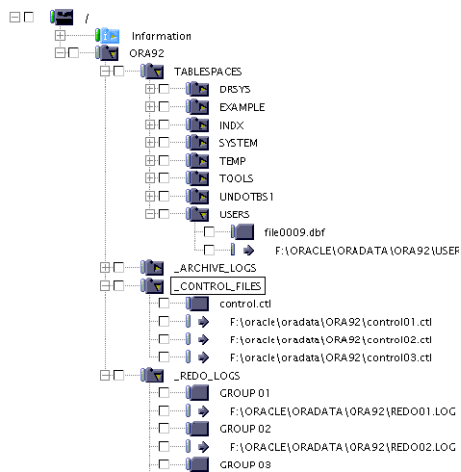 /
Information
ORA92
TABLESPACES
DRSYS
EXAMPLE
INDX
SYSTEM
TEMP
TOOLS
UNDOTBS1
USERS
file0009.dbf
F:\ORACLE\ORADATA\ORA92\USER
_ARCHIVE_LOGS
_CONTROL_FILES
control.ctl
F:\oracle\oradata\ORA92\control01.ctl
F:\oracle\oradata\ORA92\control02.ctl
F:\oracle\oradata\ORA92\control03.ctl
_REDO_LOGS
GROUP 01
F:\ORACLE\ORADATA\ORA92\REDO01.LOG
GROUP 02
F:\ORACLE\ORADATA\ORA92\REDO02.LOG
GROUP 03